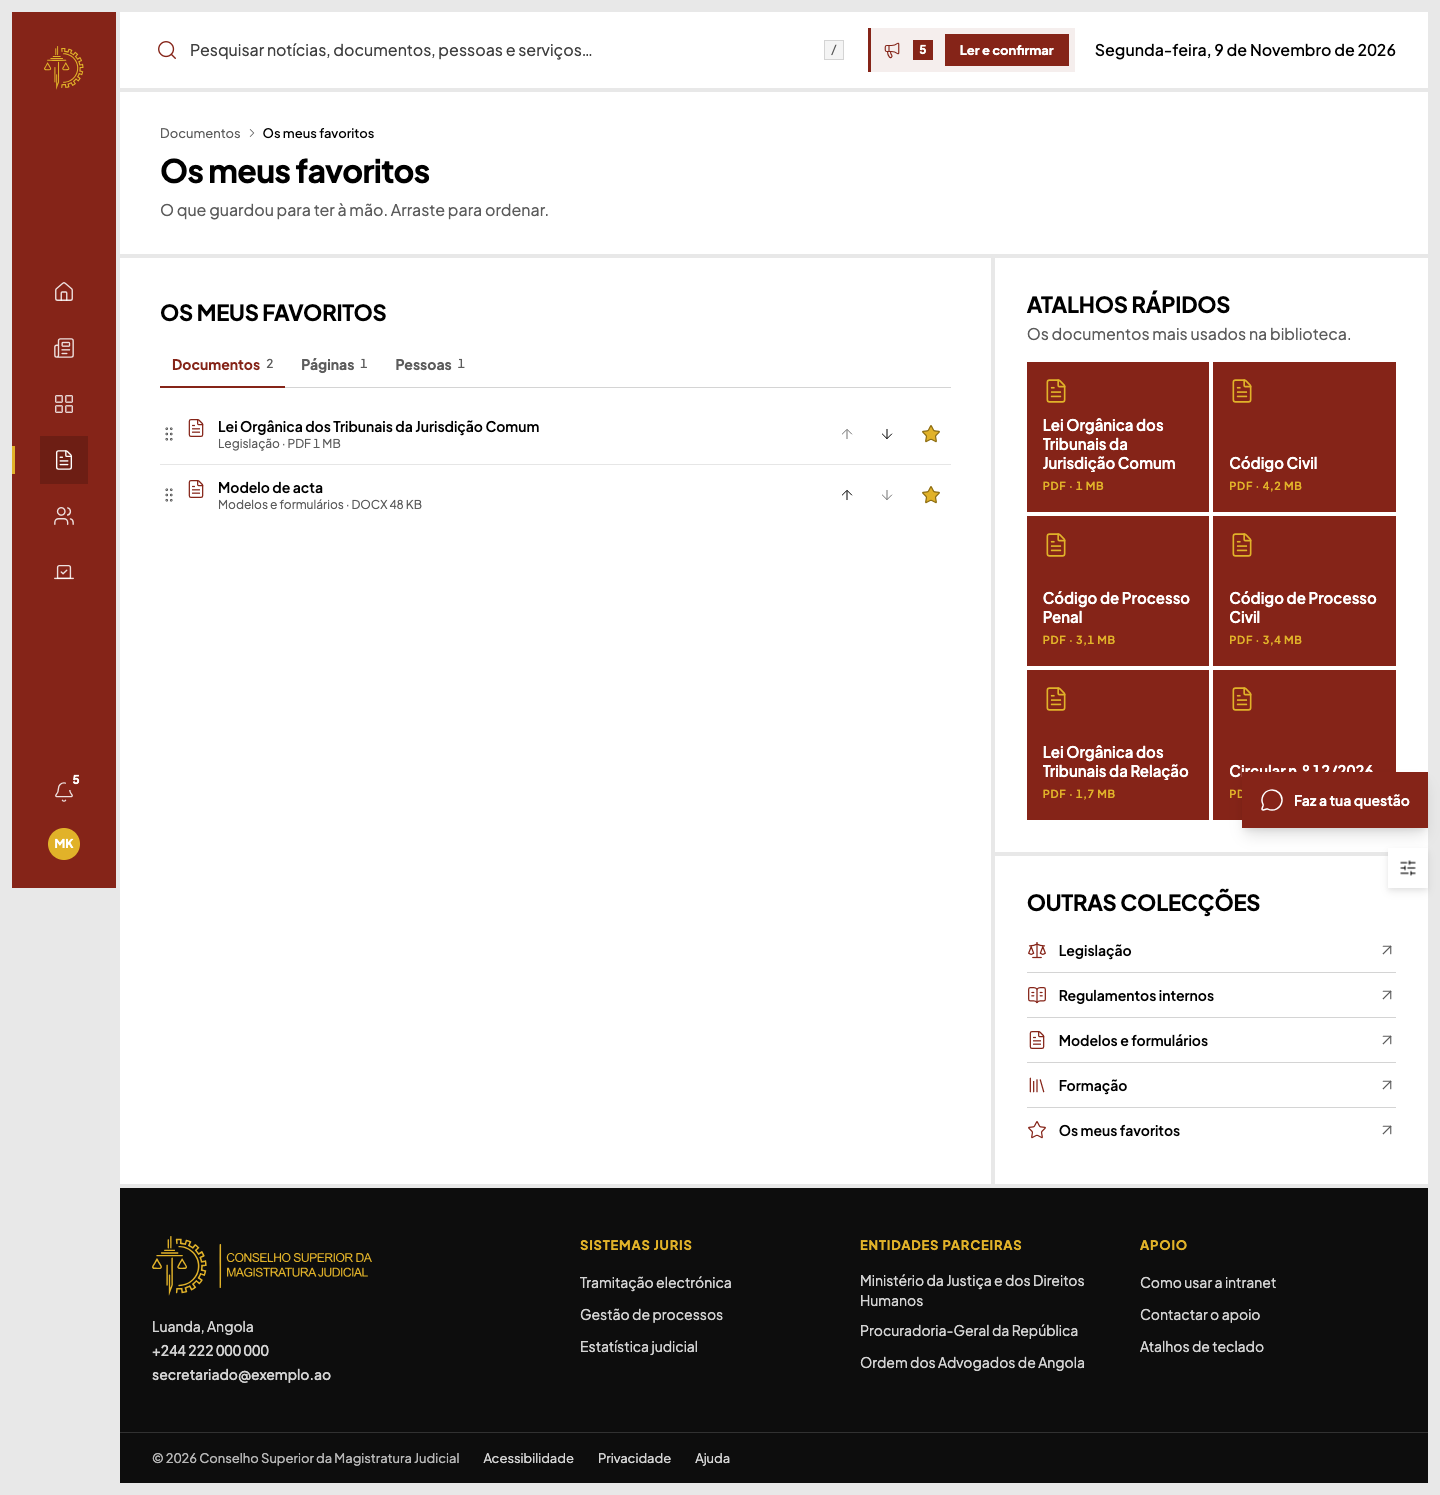 Pesquisar notícias, documentos, pessoas e serviços...
/
5
Ler e confirmar
Segunda-feira, 9 de Novembro de 2026
Documentos > Os meus favoritos
Os meus favoritos
O que guardou para ter à mão. Arraste para ordenar.
OS MEUS FAVORITOS
Documentos 2 Páginas 1 Pessoas 1
Lei Orgânica dos Tribunais da Jurisdição Comum
Legislação · PDF 1 MB
Modelo de acta
Modelos e formulários · DOCX 48 KB
ATALHOS RÁPIDOS
Os documentos mais usados na biblioteca.
Lei Orgânica dos
Tribunais da
Jurisdição Comum
PDF · 1 MB
Código Civil
PDF · 4,2 MB
Código de Processo
Penal
PDF · 3,1 MB
Código de Processo
Civil
PDF · 3,4 MB
Lei Orgânica dos
Tribunais da Relação
PDF · 1,7 MB
Circular n.º 12/2026
Faz a tua questão
5
MK
OUTRAS COLECÇÕES
Legislação
Regulamentos internos
Modelos e formulários
Formação
Os meus favoritos
CONSELHO SUPERIOR DA
MAGISTRATURA JUDICIAL
Luanda, Angola
+244 222 000 000
secretariado@exemplo.ao
SISTEMAS JURIS
Tramitação electrónica
Gestão de processos
Estatística judicial
ENTIDADES PARCEIRAS
Ministério da Justiça e dos Direitos
Humanos
Procuradoria-Geral da República
Ordem dos Advogados de Angola
APOIO
Como usar a intranet
Contactar o apoio
Atalhos de teclado
© 2026 Conselho Superior da Magistratura Judicial Acessibilidade Privacidade Ajuda